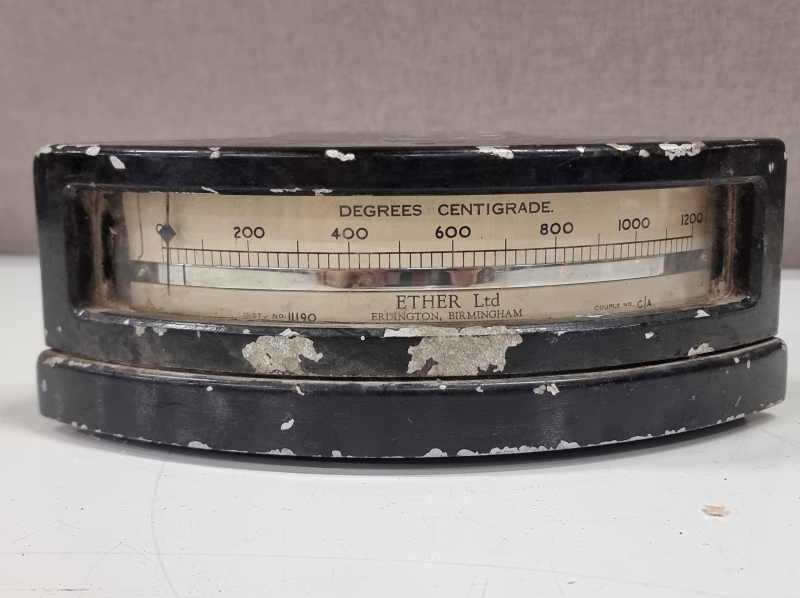 DEGREES CENTIGRADE.
0 200 400 600 800 1000 1200
ETHER Ltd
ERDINGTON, BIRMINGHAM
INST. NO. 11190
COUPLE NO. C/A.